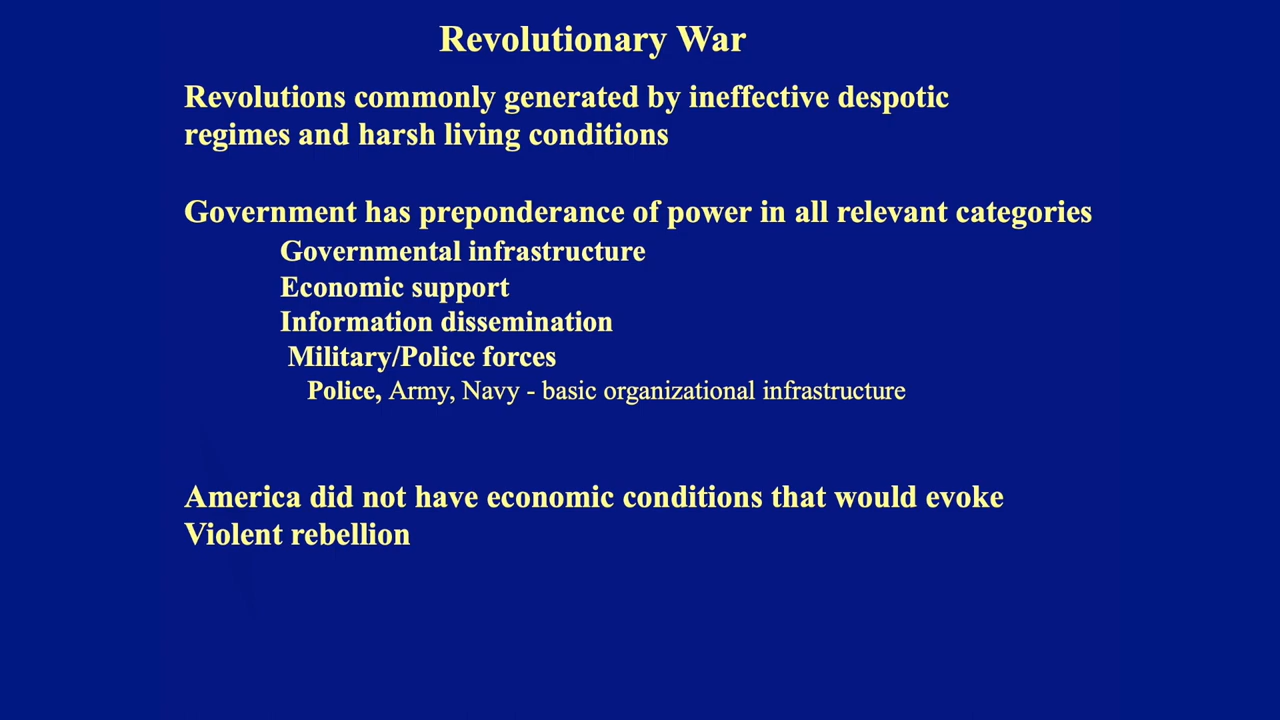 Revolutionary War
Revolutions commonly generated by ineffective despotic
regimes and harsh living conditions
Government has preponderance of power in all relevant categories
Governmental infrastructure
Economic support
Information dissemination
Military/Police forces
Police, Army, Navy - basic organizational infrastructure
America did not have economic conditions that would evoke
Violent rebellion